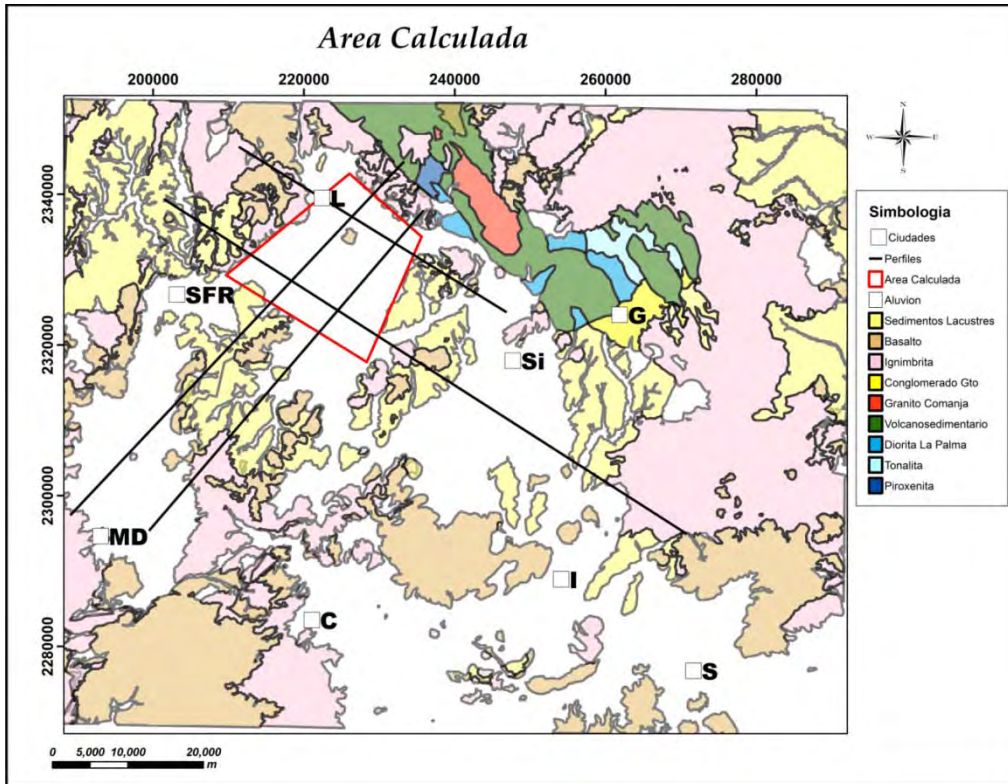 Area Calculada
200000 220000 240000 260000 280000
N
O E
S
2340000
2320000
2300000
2280000
L
SFR
G
Si
MD
I
C
S
Simbologia
Ciudades
Perfiles
Area Calculada
Aluvion
Sedimentos Lacustres
Basalto
Ignimbrita
Conglomerado Gto
Granito Comanja
Volcanosedimentario
Diorita La Palma
Tonalita
Piroxenita
0 5,000 10,000 20,000
m